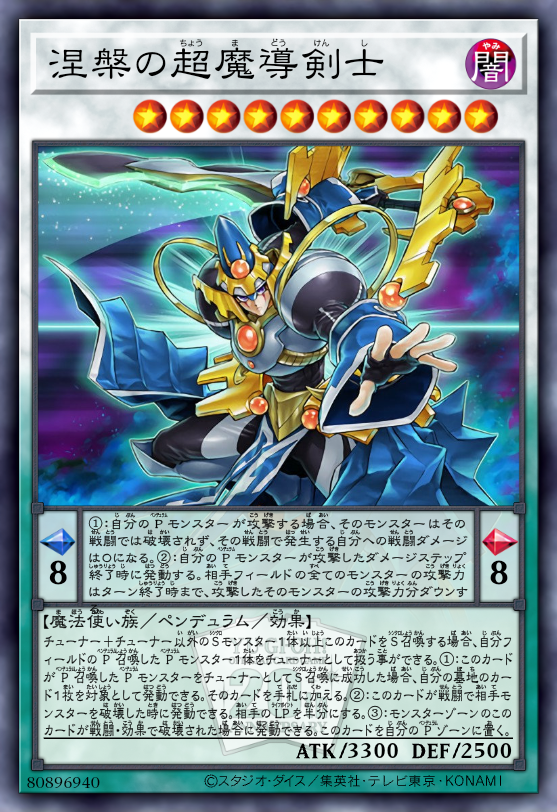 涅槃の超魔導剣士
闇
①:自分のPモンスターが攻撃する場合、そのモンスターはその
戦闘では破壊されず、その戦闘で発生する自分への戦闘ダメージ
は0になる。②:自分のPモンスターが攻撃したダメージステップ
終了時に発動する。相手フィールドの全てのモンスターの攻撃力
はターン終了時まで、攻撃したそのモンスターの攻撃力分ダウンす
8
8
【魔法使い族/ペンデュラム/効果】
チューナー+チューナー以外のSモンスター1体以上このカードをS召喚する場合、自分フ
ィールドのP召喚したPモンスター1体をチューナーとして扱う事ができる。①:このカード
がP召喚したPモンスターをチューナーとしてS召喚に成功した場合、自分の墓地のカー
ド1枚を対象として発動できる。そのカードを手札に加える。②:このカードが戦闘で相手モ
ンスターを破壊した時に発動できる。相手のLPを半分にする。③:モンスターゾーンのこの
カードが戦闘・効果で破壊された場合に発動できる。このカードを自分のPゾーンに置く。
ATK/3300 DEF/2500
80896940
©スタジオ・ダイス/集英社・テレビ東京・KONAMI